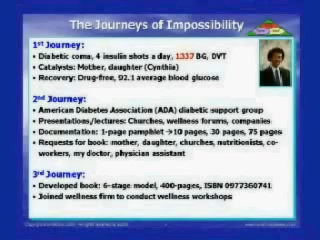 The Journeys of Impossibility
1st Journey:
• Diabetic coma, 4 insulin shots a day, 1337 BG, DVT
• Catalysts: Mother, daughter (Cynthia)
• Recovery: Drug-free, 92.1 average blood glucose
2nd Journey:
• American Diabetes Association (ADA) diabetic support group
• Presentations/lectures: Churches, wellness forums, companies
• Documentation: 1-page pamphlet →10 pages, 30 pages, 75 pages
• Requests for book: mother, daughter, churches, nutritionists, co-
workers, my doctor, physician assistant
3rd Journey:
• Developed book: 6-stage model, 400-pages, ISBN 0977360741
• Joined wellness firm to conduct wellness workshops